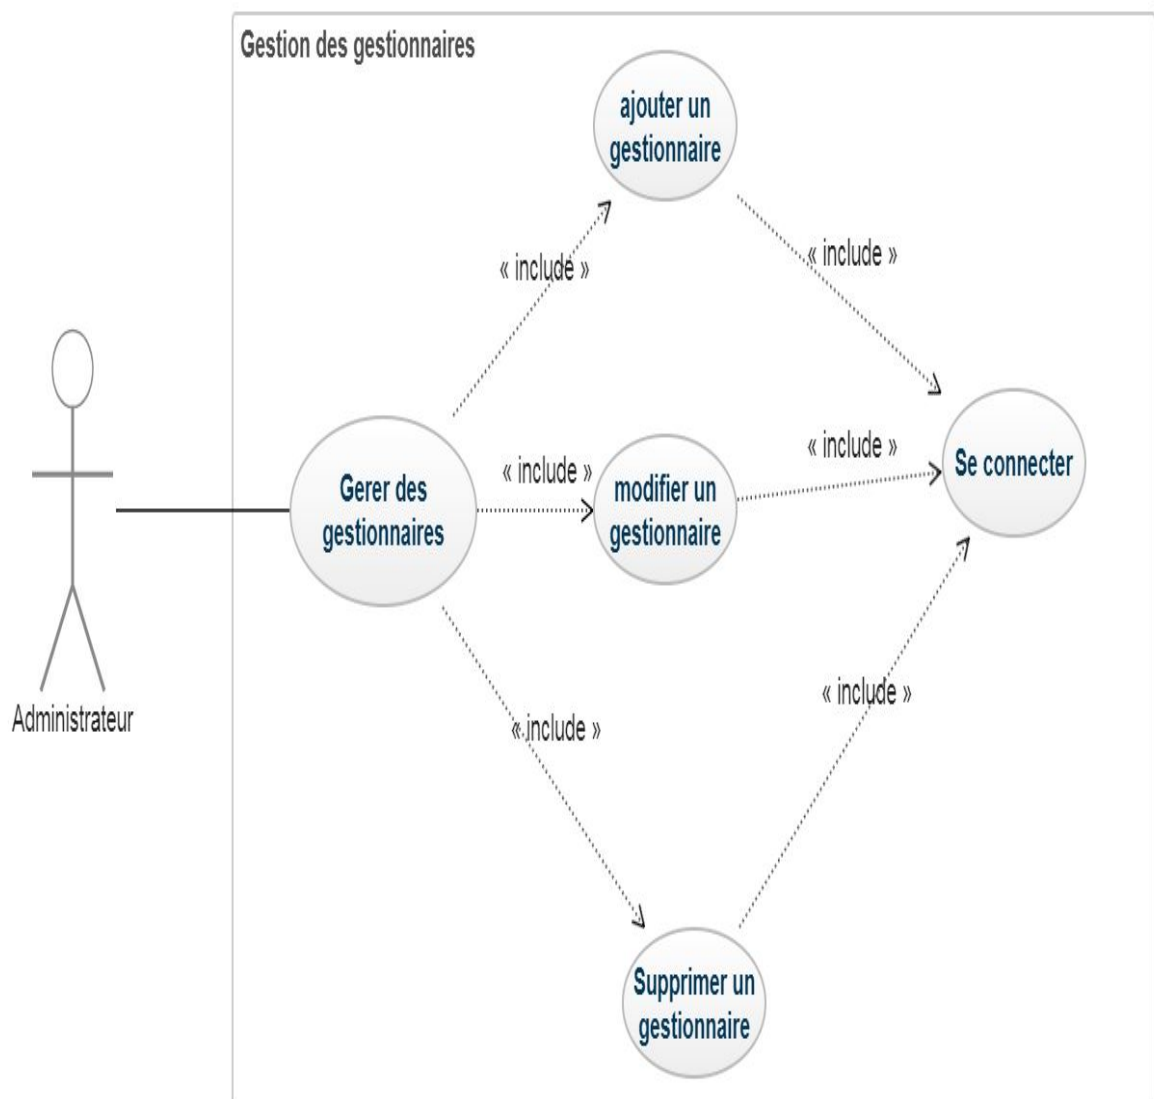 Gestion des gestionnaires
ajouter un
gestionnaire
« include »
« include »
Gerer des
gestionnaires
« include »
modifier un
gestionnaire
« include »
Se connecter
Administrateur
« include »
« include »
Supprimer un
gestionnaire